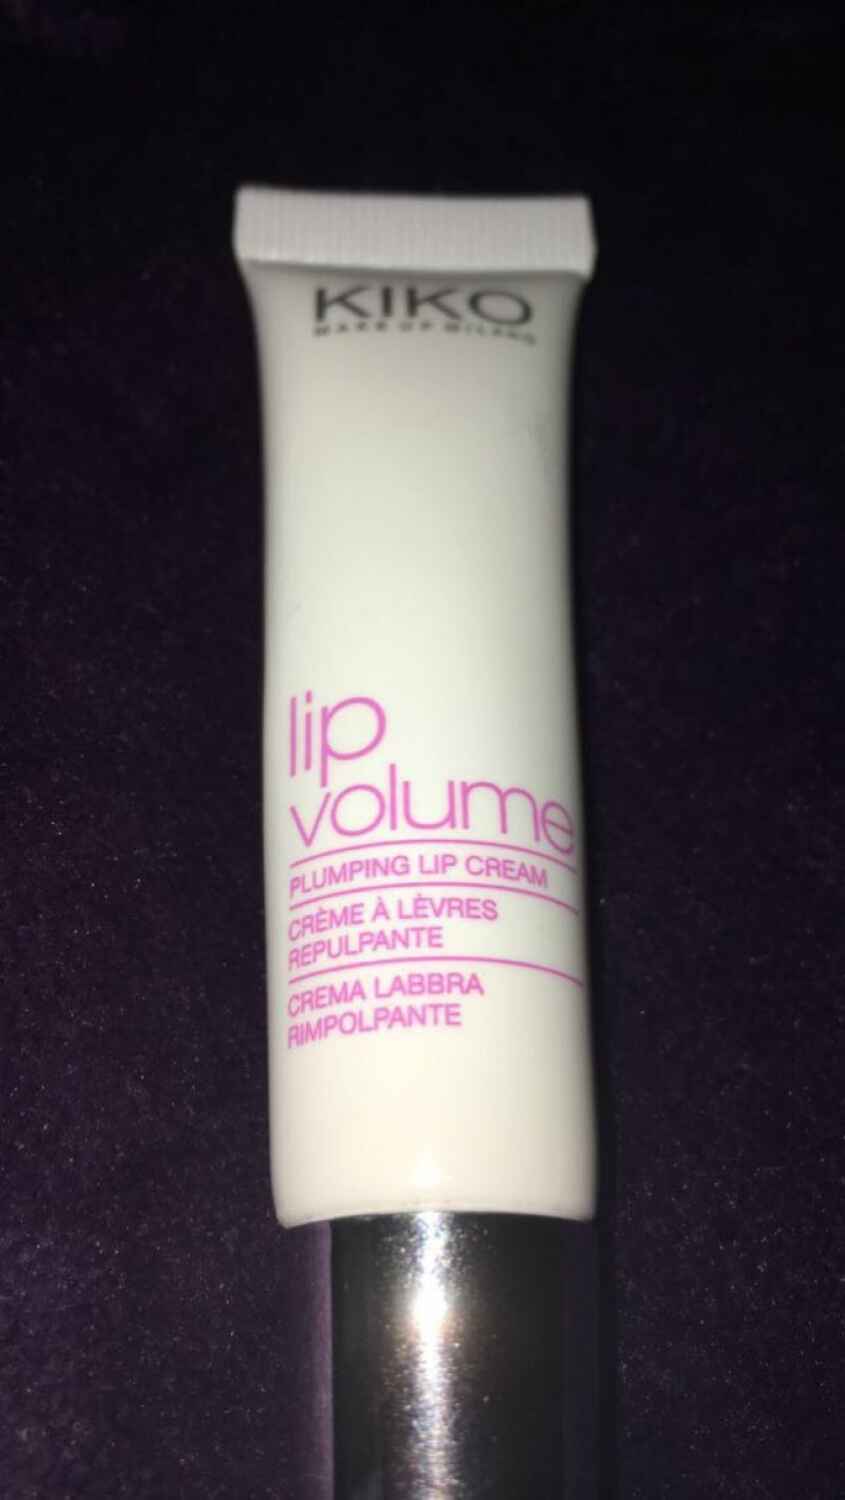 KIKO
MAKE UP MILANO
lip
volume
PLUMPING LIP CREAM
CRÈME À LÈVRES
REPULPANTE
CREMA LABBRA
RIMPOLPANTE